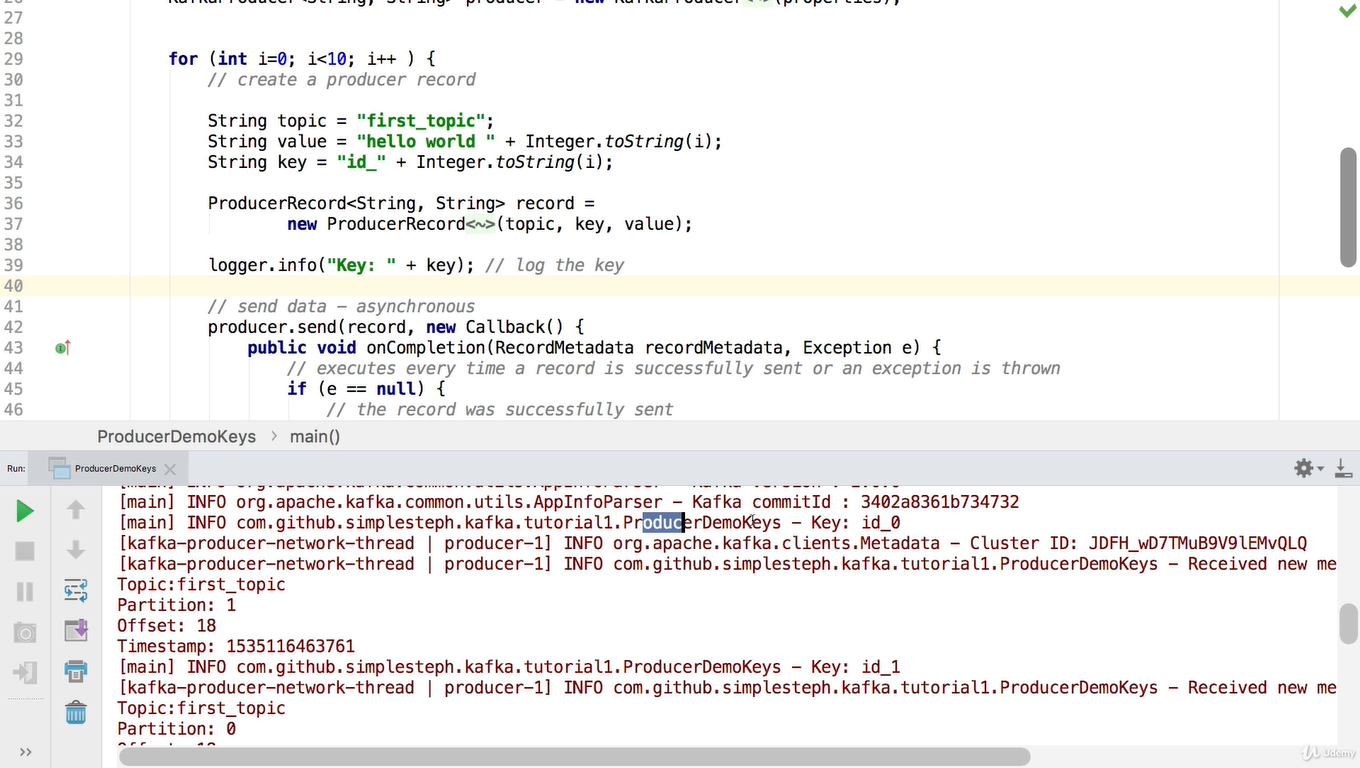 27
28
29 for (int i=0; i<10; i++ ) {
30 // create a producer record
31
32 String topic = "first_topic";
33 String value = "hello world " + Integer.toString(i);
34 String key = "id_" + Integer.toString(i);
35
36 ProducerRecord<String, String> record =
37 new ProducerRecord<~>(topic, key, value);
38
39 logger.info("Key: " + key); // log the key
40
41 // send data - asynchronous
42 producer.send(record, new Callback() {
43 public void onCompletion(RecordMetadata recordMetadata, Exception e) {
44 // executes every time a record is successfully sent or an exception is thrown
45 if (e == null) {
46 // the record was successfully sent
ProducerDemoKeys > main()
Run: ProducerDemoKeys
[main] INFO org.apache.kafka.common.utils.AppInfoParser - Kafka commitId : 3402a8361b734732
[main] INFO com.github.simplesteph.kafka.tutorial1.ProducerDemoKeys - Key: id_0
[kafka-producer-network-thread | producer-1] INFO org.apache.kafka.clients.Metadata - Cluster ID: JDFH_wD7TMuB9V9lEMvQLQ
[kafka-producer-network-thread | producer-1] INFO com.github.simplesteph.kafka.tutorial1.ProducerDemoKeys - Received new me
Topic:first_topic
Partition: 1
Offset: 18
Timestamp: 1535116463761
[main] INFO com.github.simplesteph.kafka.tutorial1.ProducerDemoKeys - Key: id_1
[kafka-producer-network-thread | producer-1] INFO com.github.simplesteph.kafka.tutorial1.ProducerDemoKeys - Received new me
Topic:first_topic
Partition: 0
Udemy